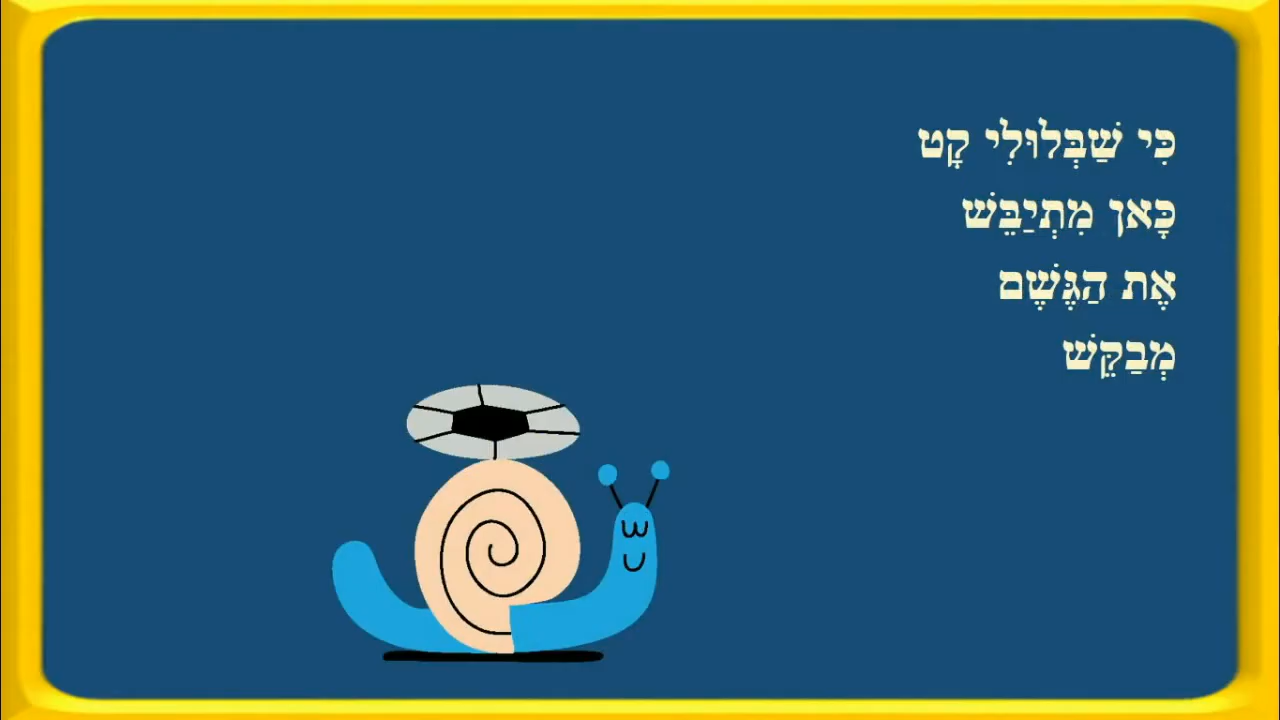 כִּי שַׁבְּלוּלִי קָט
כָּאן מִתְיַבֵּשׁ
אֶת הַגֶּשֶׁם
מְבַקֵּשׁ